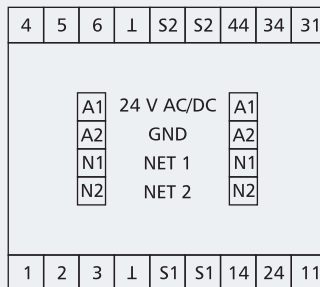 4 5 6 ⊥ S2 S2 44 34 31
A1 24 V AC/DC A1
A2 GND A2
N1 NET 1 N1
N2 NET 2 N2
1 2 3 ⊥ S1 S1 14 24 11